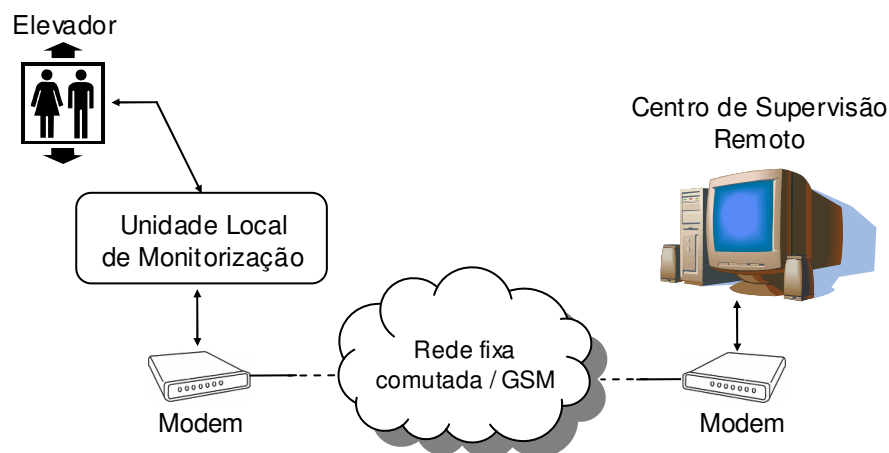 Elevador
Centro de Supervisão
Remoto
Unidade Local
de Monitorização
Rede fixa
comutada / GSM
Modem
Modem